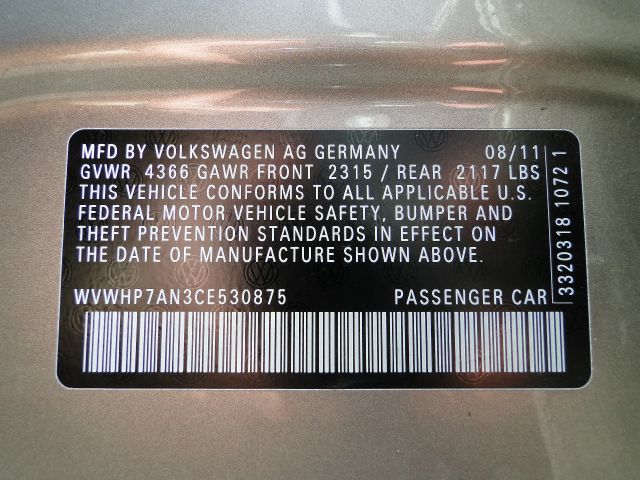 MFD BY VOLKSWAGEN AG GERMANY 08/11
GVWR 4366 GAWR FRONT 2315 / REAR 2117 LBS
THIS VEHICLE CONFORMS TO ALL APPLICABLE U.S.
FEDERAL MOTOR VEHICLE SAFETY, BUMPER AND
THEFT PREVENTION STANDARDS IN EFFECT ON
THE DATE OF MANUFACTURE SHOWN ABOVE.
WVWHP7AN3CE530875 PASSENGER CAR
3320318 1072 1